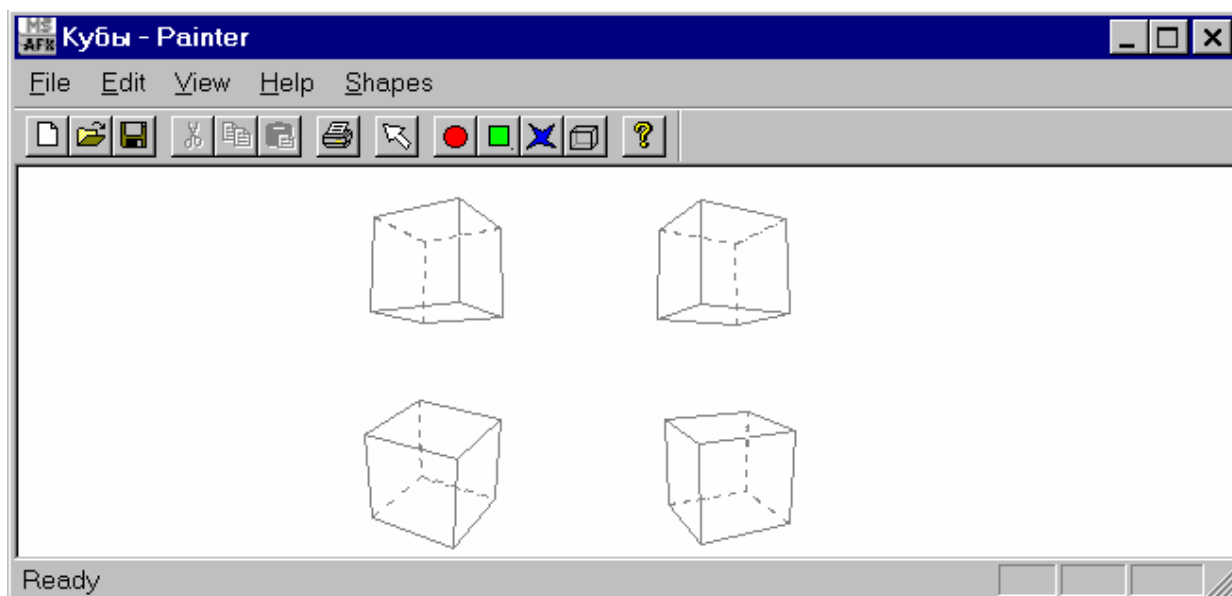 MS
AFX Кубы - Painter
File Edit View Help Shapes
?
Ready